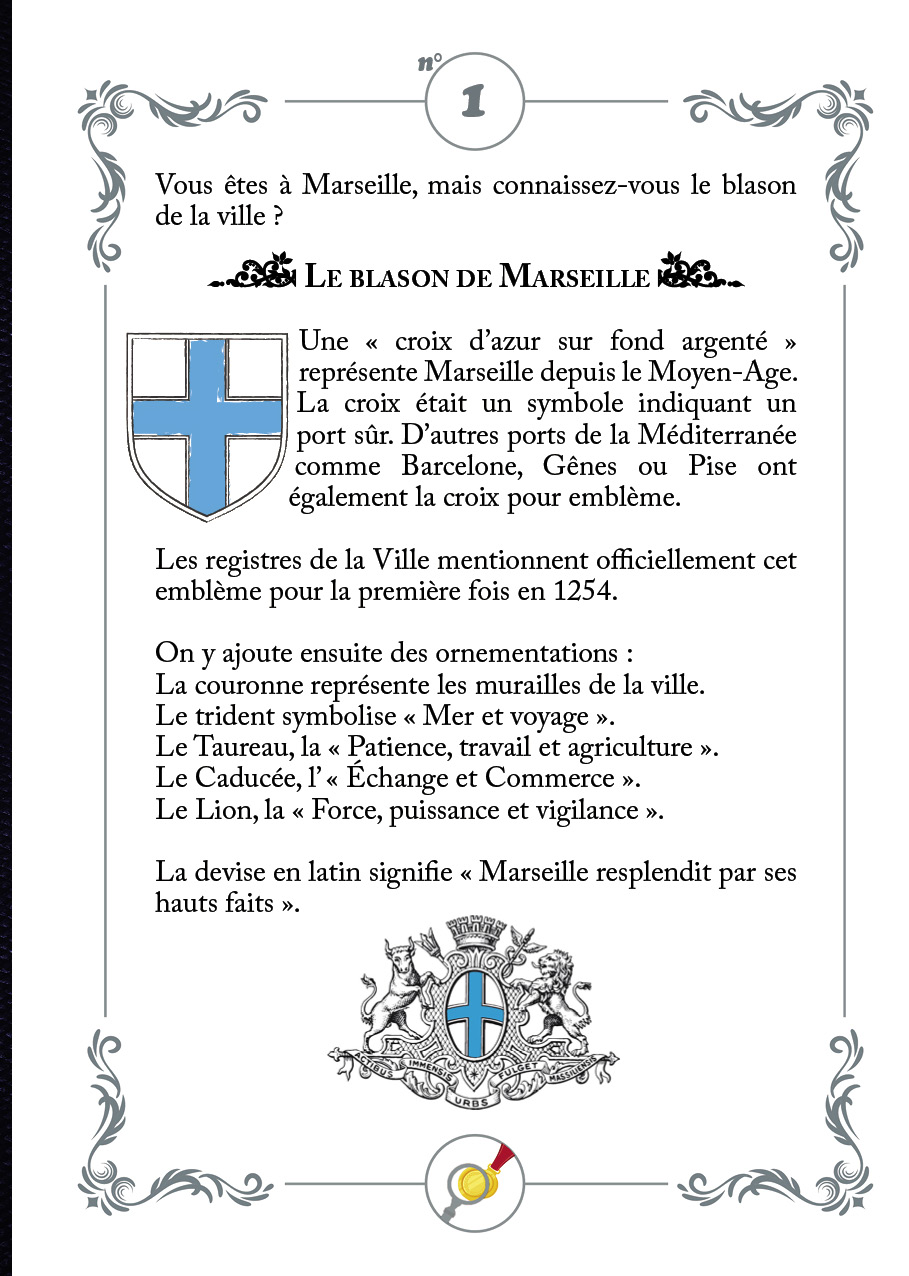 n°
1
Vous êtes à Marseille, mais connaissez-vous le blason
de la ville ?
LE BLASON DE MARSEILLE
Une « croix d'azur sur fond argenté »
représente Marseille depuis le Moyen-Age.
La croix était un symbole indiquant un
port sûr. D'autres ports de la Méditerranée
comme Barcelone, Gênes ou Pise ont
également la croix pour emblème.
Les registres de la Ville mentionnent officiellement cet
emblème pour la première fois en 1254.
On y ajoute ensuite des ornementations :
La couronne représente les murailles de la ville.
Le trident symbolise « Mer et voyage ».
Le Taureau, la « Patience, travail et agriculture ».
Le Caducée, l' « Échange et Commerce ».
Le Lion, la « Force, puissance et vigilance ».
La devise en latin signifie « Marseille resplendit par ses
hauts faits ».
ACTIBUS IMMENSIS URBS FULGET MASSILIENSIS